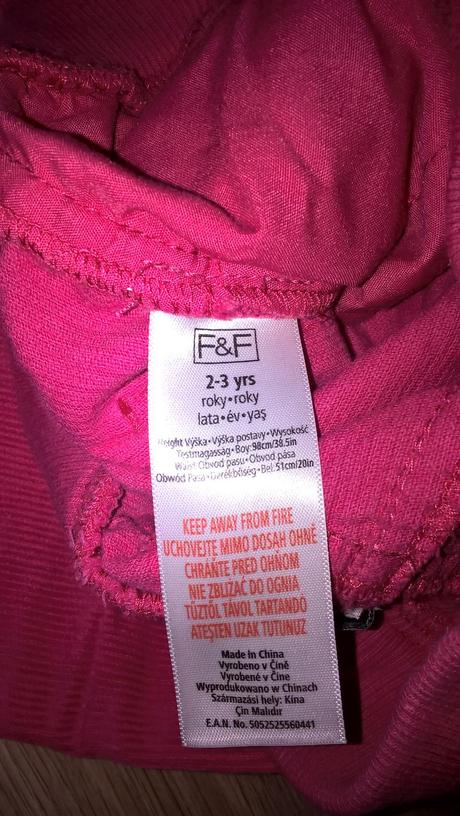 F&F
2-3 yrs
roky•roky
lata•év•yaş
Height Výška•Výška postavy•Wysokość
Testmagasság•Boy:98cm/38.5in
Waist Obvod pasu•Obvod pása
Obwód Pasa•Derékbőség•Bel:51cm/20in
KEEP AWAY FROM FIRE
UCHOVEJTE MIMO DOSAH OHNĚ
CHRAŇTE PRED OHŇOM
NIE ZBLIŻAĆ DO OGNIA
TŰZTŐL TÁVOL TARTANDÓ
ATEŞTEN UZAK TUTUNUZ
Made in China
Vyrobeno v Číně
Vyrobené v Číne
Wyprodukowano w Chinach
Származási hely: Kína
Çin Malıdır
E.A.N. No. 5052525560441